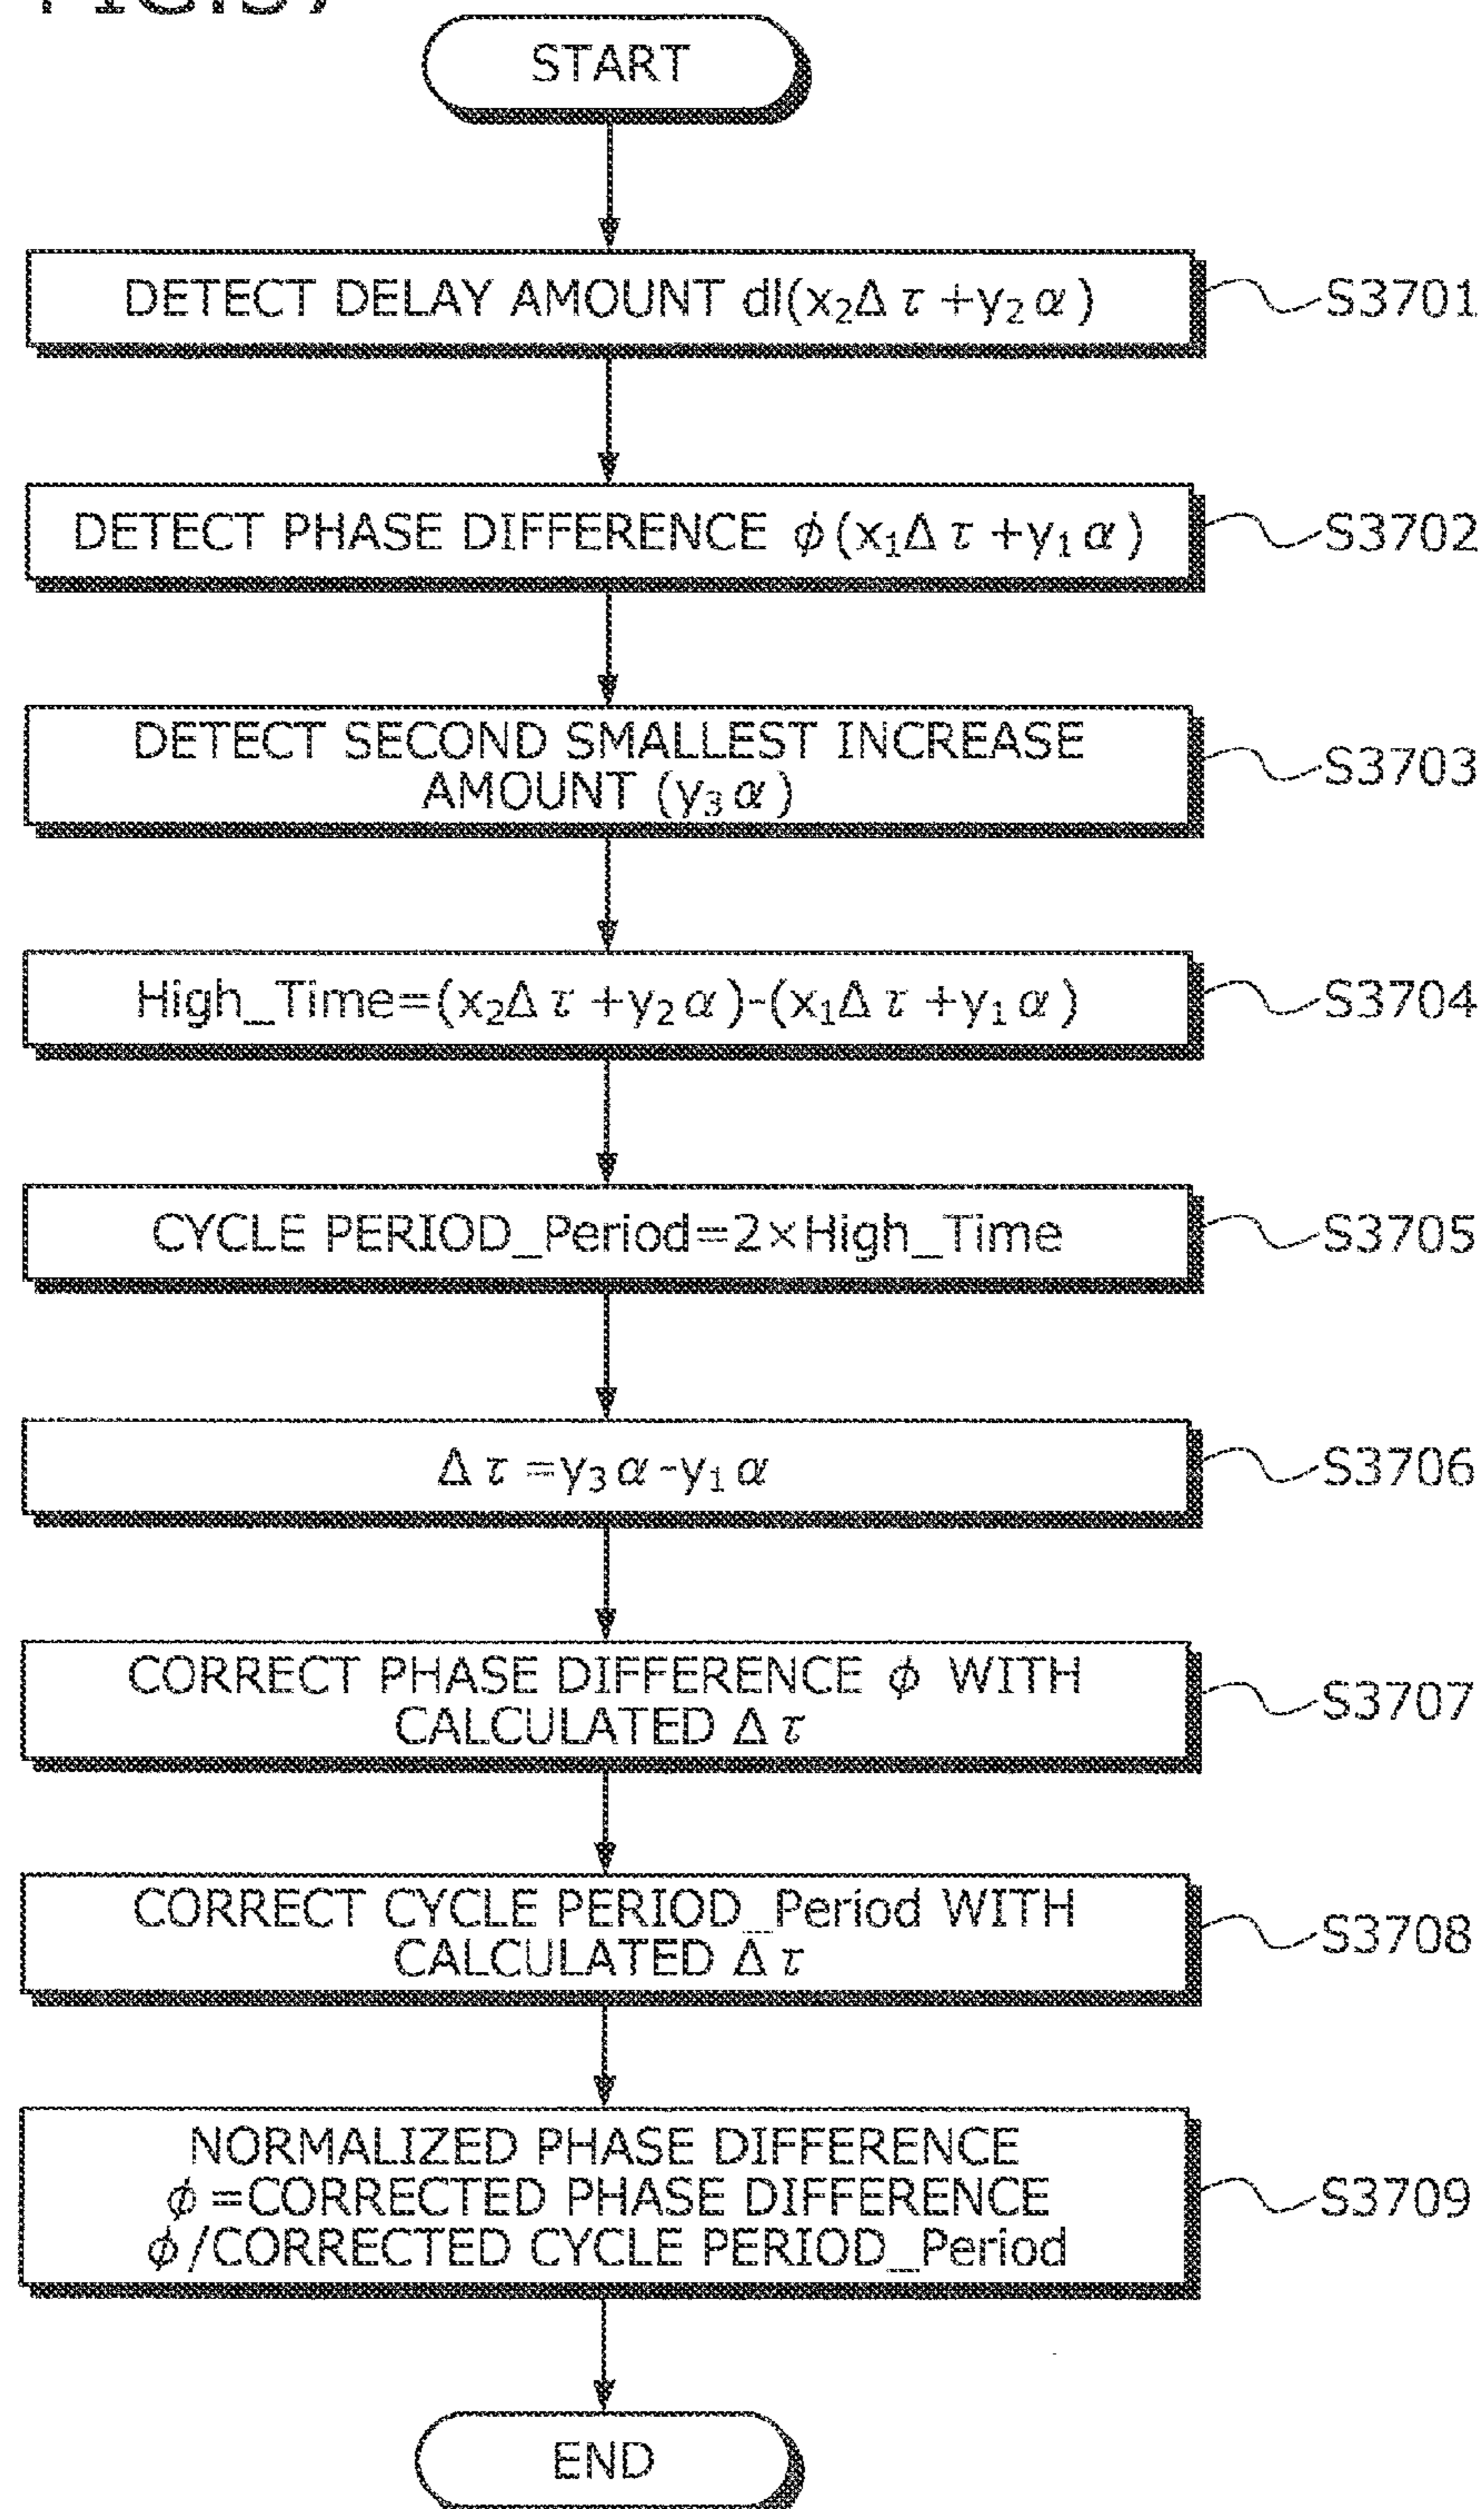 FIG.37
START
DETECT DELAY AMOUNT dl(x₂Δτ+y₂α)
S3701
DETECT PHASE DIFFERENCE ϕ(x₁Δτ+y₁α)
S3702
DETECT SECOND SMALLEST INCREASE
AMOUNT (y₃α)
S3703
High_Time=(x₂Δτ+y₂α)-(x₁Δτ+y₁α)
S3704
CYCLE PERIOD_Period=2×High_Time
S3705
Δτ=y₃α-y₁α
S3706
CORRECT PHASE DIFFERENCE ϕ WITH
CALCULATED Δτ
S3707
CORRECT CYCLE PERIOD_Period WITH
CALCULATED Δτ
S3708
NORMALIZED PHASE DIFFERENCE
ϕ=CORRECTED PHASE DIFFERENCE
ϕ/CORRECTED CYCLE PERIOD_Period
S3709
END